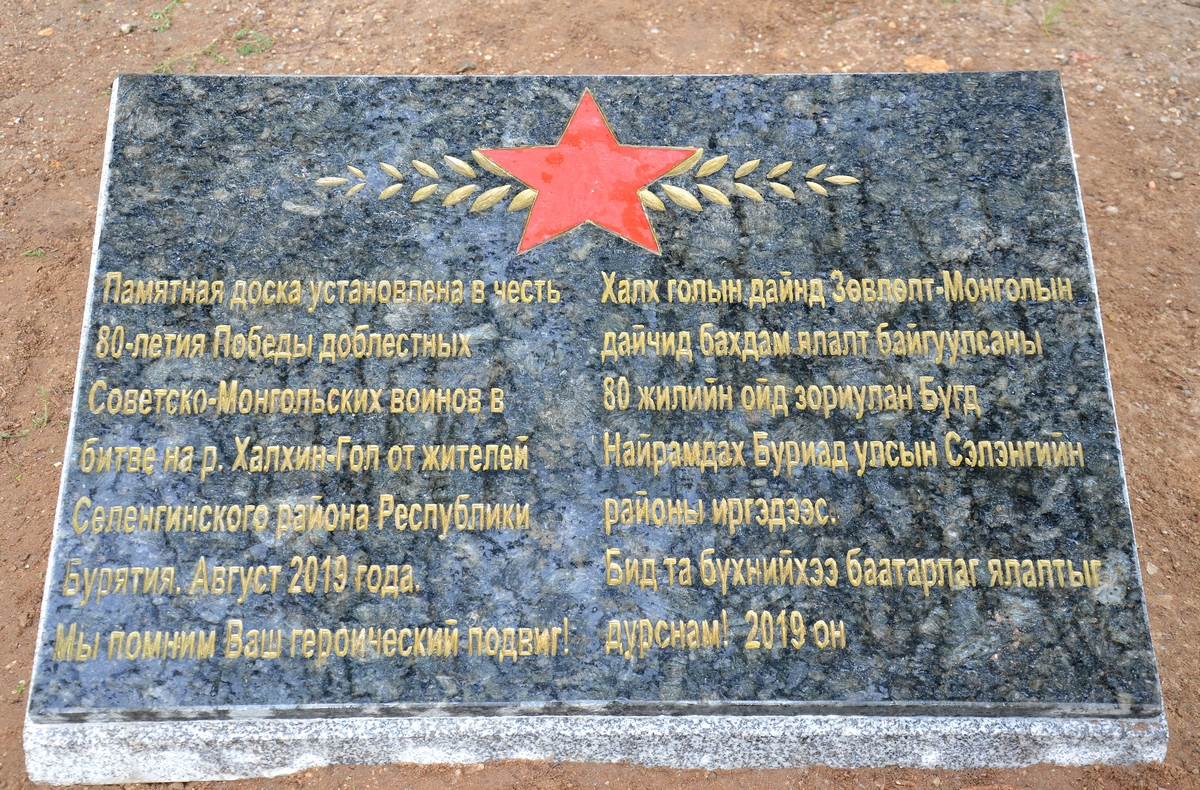 Памятная доска установлена в честь
80-летия Победы доблестных
Советско-Монгольских воинов в
битве на р. Халхин-Гол от жителей
Селенгинского района Республики
Бурятия. Август 2019 года.
Мы помним Ваш героический подвиг!
Халх голын дайнд Зөвлөлт-Монголын
дайчид бахдам ялалт байгуулсаны
80 жилийн ойд зориулан Бүгд
Найрамдах Буриад улсын Сэлэнгийн
районы иргэдээс.
Бид та бүхнийхээ баатарлаг ялалтыг
дурснам! 2019 он